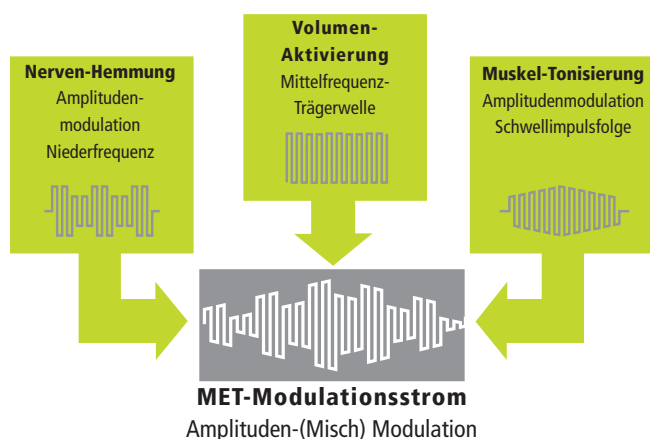 Nerven-Hemmung
Amplituden-
modulation
Niederfrequenz
Volumen-
Aktivierung
Mittelfrequenz-
Trägerwelle
Muskel-Tonisierung
Amplitudenmodulation
Schwellimpulsfolge
MET-Modulationsstrom
Amplituden-(Misch) Modulation